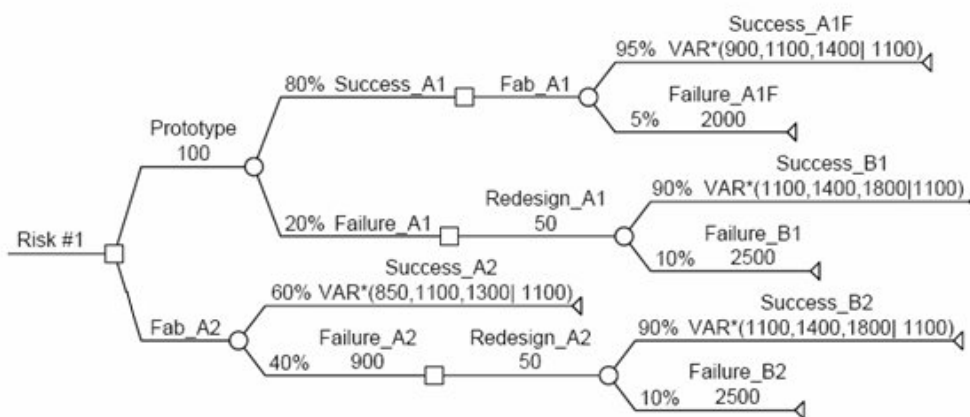 Success_A1F
95% VAR*(900,1100,1400| 1100)
80% Success_A1
Fab_A1
Failure_A1F
5% 2000
Prototype
100
Success_B1
90% VAR*(1100,1400,1800|1100)
Redesign_A1
20% Failure_A1
50
Failure_B1
10% 2500
Risk #1
Success_A2
60% VAR*(850,1100,1300| 1100)
Success_B2
90% VAR*(1100,1400,1800| 1100)
Fab_A2
Failure_A2
Redesign_A2
40% 900
50
Failure_B2
10% 2500